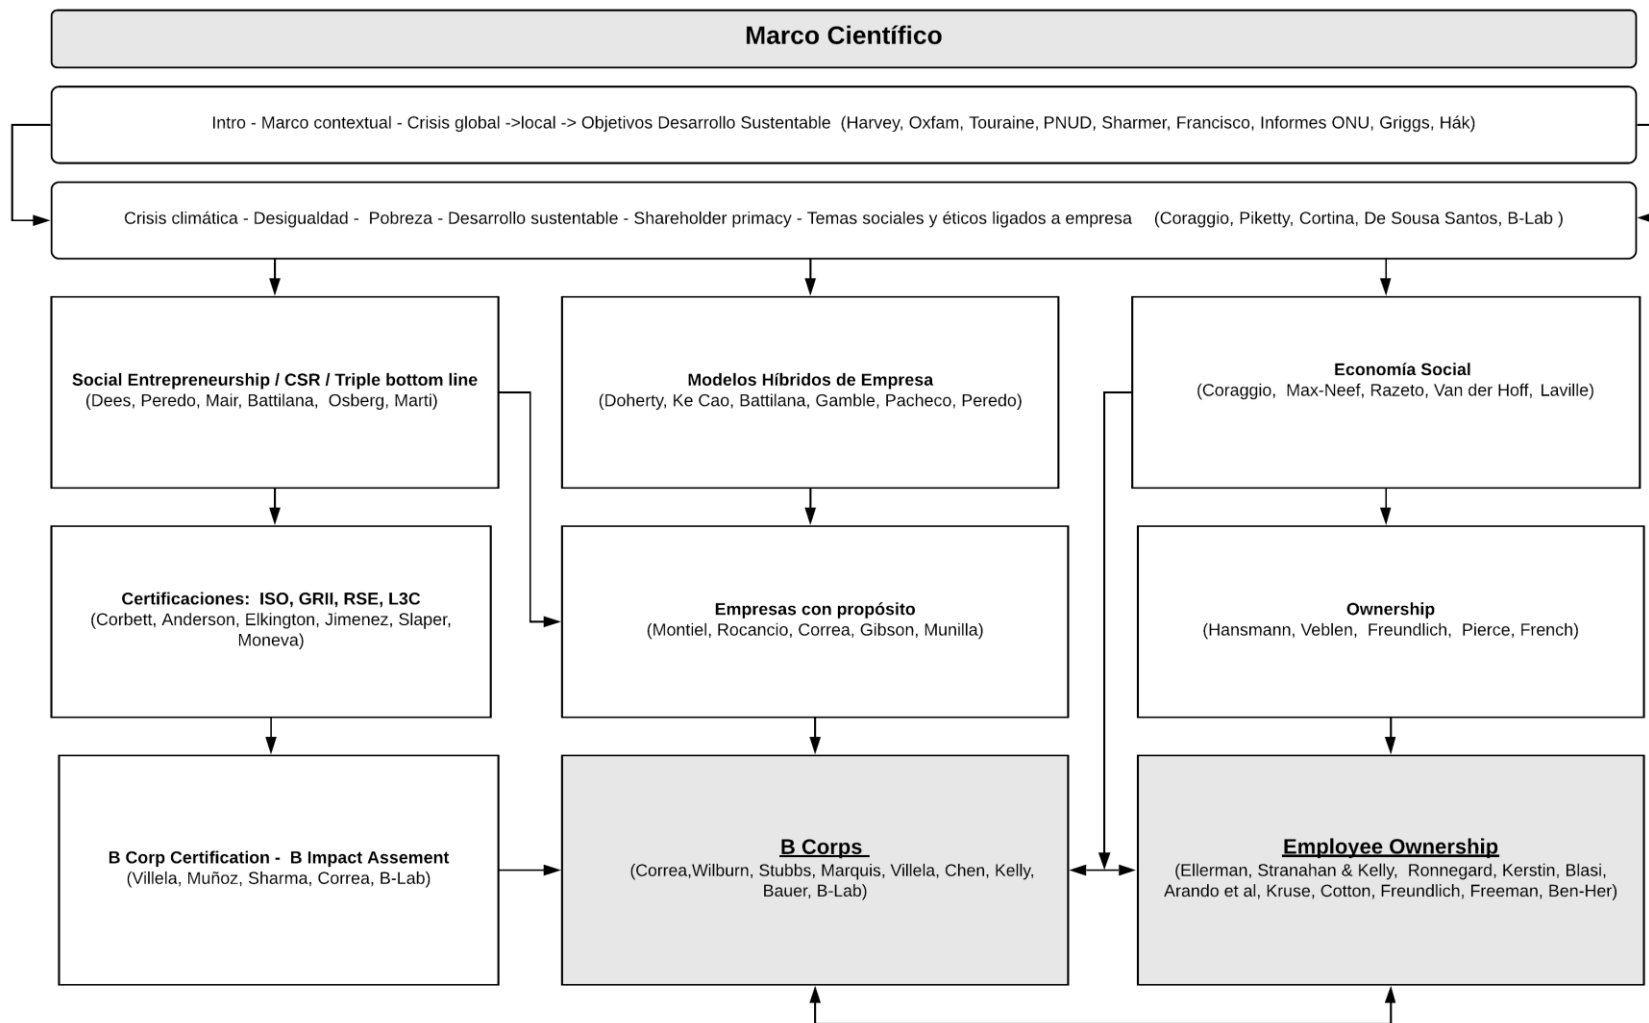 Marco Científico
Intro - Marco contextual - Crisis global ->local -> Objetivos Desarrollo Sustentable (Harvey, Oxfam, Touraine, PNUD, Sharmer, Francisco, Informes ONU, Griggs, Hák)
Crisis climática - Desigualdad - Pobreza - Desarrollo sustentable - Shareholder primacy - Temas sociales y éticos ligados a empresa (Coraggio, Piketty, Cortina, De Sousa Santos, B-Lab )
Social Entrepreneurship / CSR / Triple bottom line
(Dees, Peredo, Mair, Battilana, Osberg, Marti)
Modelos Híbridos de Empresa
(Doherty, Ke Cao, Battilana, Gamble, Pacheco, Peredo)
Economía Social
(Coraggio, Max-Neef, Razeto, Van der Hoff, Laville)
Certificaciones: ISO, GRII, RSE, L3C
(Corbett, Anderson, Elkington, Jimenez, Slaper,
Moneva)
Empresas con propósito
(Montiel, Rocancio, Correa, Gibson, Munilla)
Ownership
(Hansmann, Veblen, Freundlich, Pierce, French)
B Corp Certification - B Impact Assement
(Villela, Muñoz, Sharma, Correa, B-Lab)
B Corps
(Correa,Wilburn, Stubbs, Marquis, Villela, Chen, Kelly,
Bauer, B-Lab)
Employee Ownership
(Ellerman, Stranahan & Kelly, Ronnegard, Kerstin, Blasi,
Arando et al, Kruse, Cotton, Freundlich, Freeman, Ben-Her)